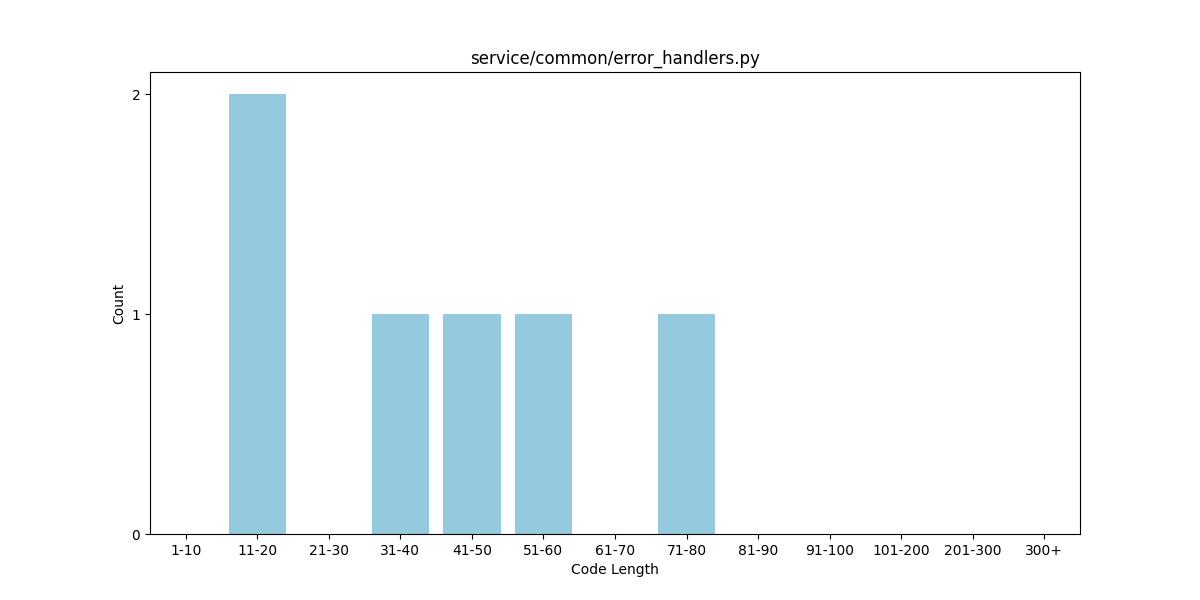 service/common/error_handlers.py
2
1
0
Count
1-10 11-20 21-30 31-40 41-50 51-60 61-70 71-80 81-90 91-100 101-200 201-300 300+
Code Length